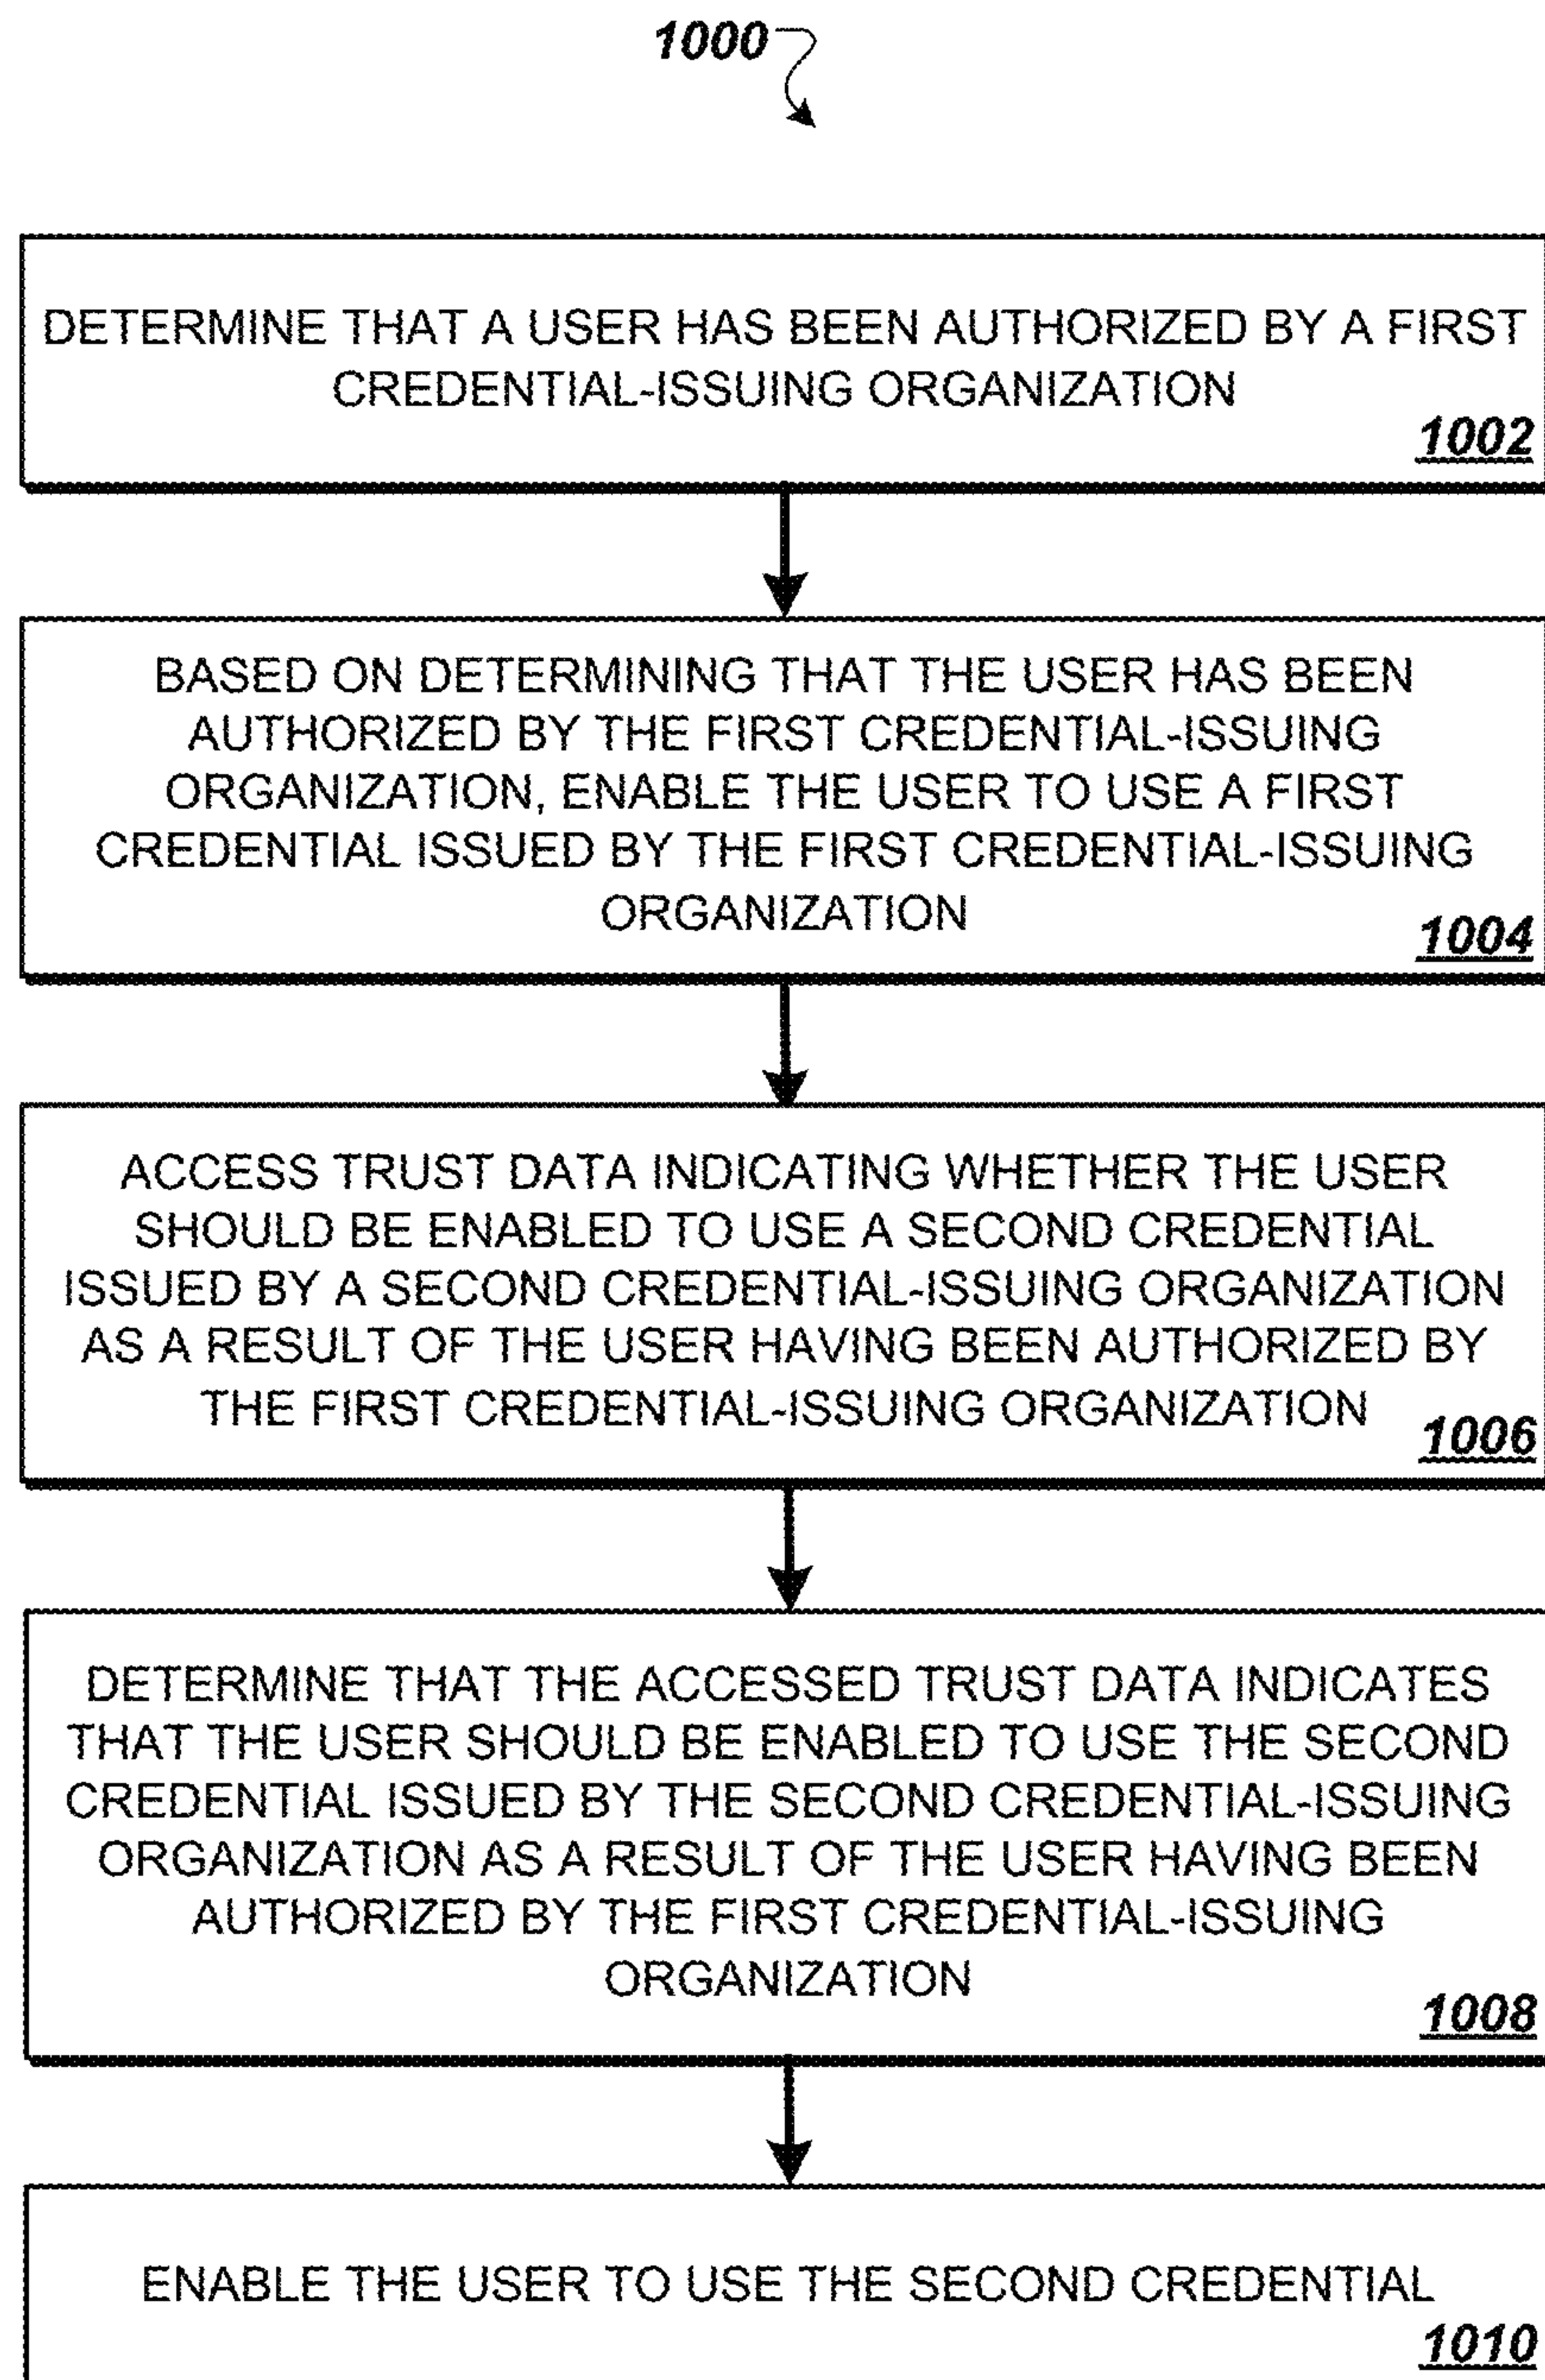 1000
DETERMINE THAT A USER HAS BEEN AUTHORIZED BY A FIRST
CREDENTIAL-ISSUING ORGANIZATION
1002
BASED ON DETERMINING THAT THE USER HAS BEEN
AUTHORIZED BY THE FIRST CREDENTIAL-ISSUING
ORGANIZATION, ENABLE THE USER TO USE A FIRST
CREDENTIAL ISSUED BY THE FIRST CREDENTIAL-ISSUING
ORGANIZATION
1004
ACCESS TRUST DATA INDICATING WHETHER THE USER
SHOULD BE ENABLED TO USE A SECOND CREDENTIAL
ISSUED BY A SECOND CREDENTIAL-ISSUING ORGANIZATION
AS A RESULT OF THE USER HAVING BEEN AUTHORIZED BY
THE FIRST CREDENTIAL-ISSUING ORGANIZATION
1006
DETERMINE THAT THE ACCESSED TRUST DATA INDICATES
THAT THE USER SHOULD BE ENABLED TO USE THE SECOND
CREDENTIAL ISSUED BY THE SECOND CREDENTIAL-ISSUING
ORGANIZATION AS A RESULT OF THE USER HAVING BEEN
AUTHORIZED BY THE FIRST CREDENTIAL-ISSUING
ORGANIZATION
1008
ENABLE THE USER TO USE THE SECOND CREDENTIAL
1010